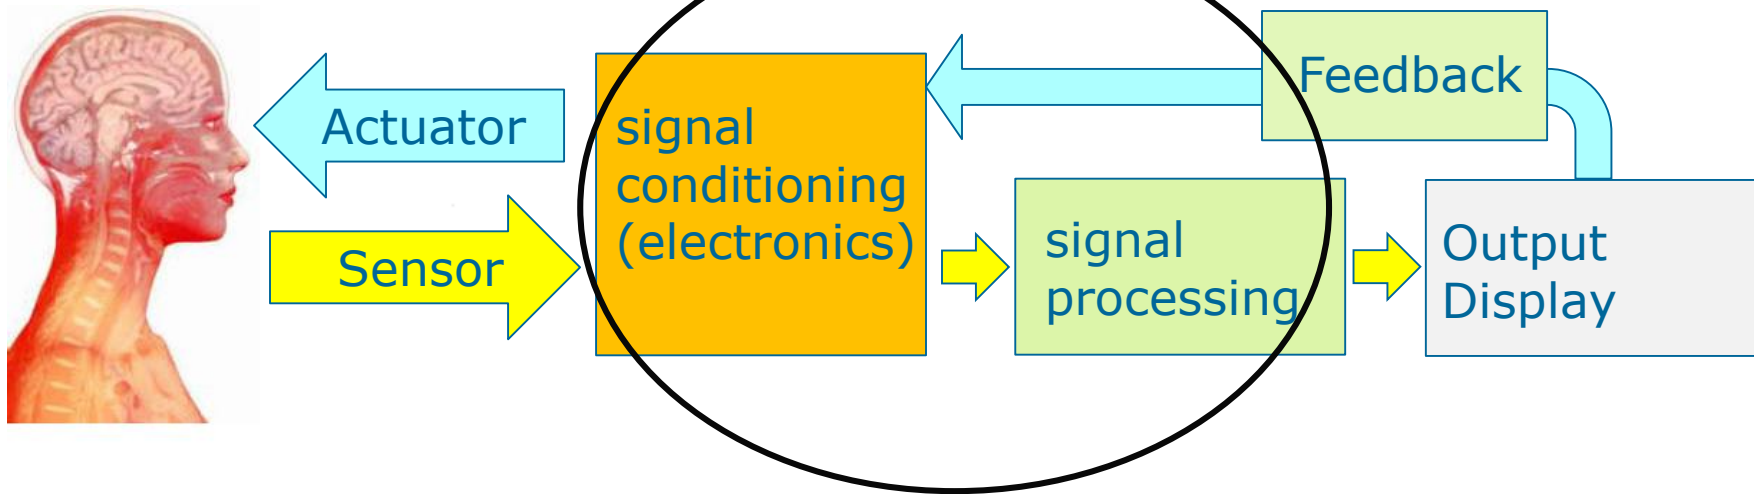 Actuator
Sensor
signal
conditioning
(electronics)
Feedback
signal
processing
Output
Display